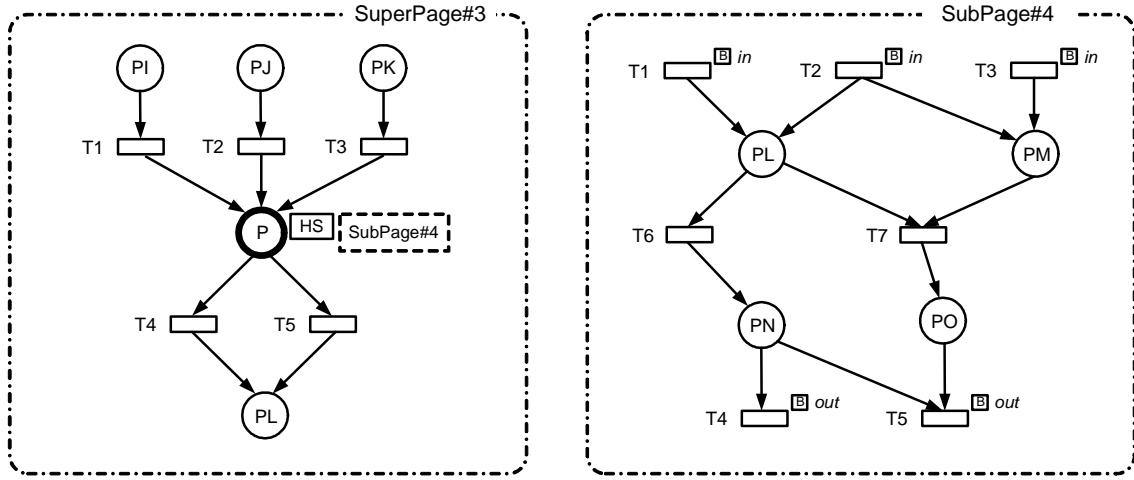 SuperPage#3
PI PJ PK
T1 T2 T3
P HS SubPage#4
T4 T5
PL
SubPage#4
T1 B in T2 B in T3 B in
PL PM
T6 T7
PN PO
T4 B out T5 B out